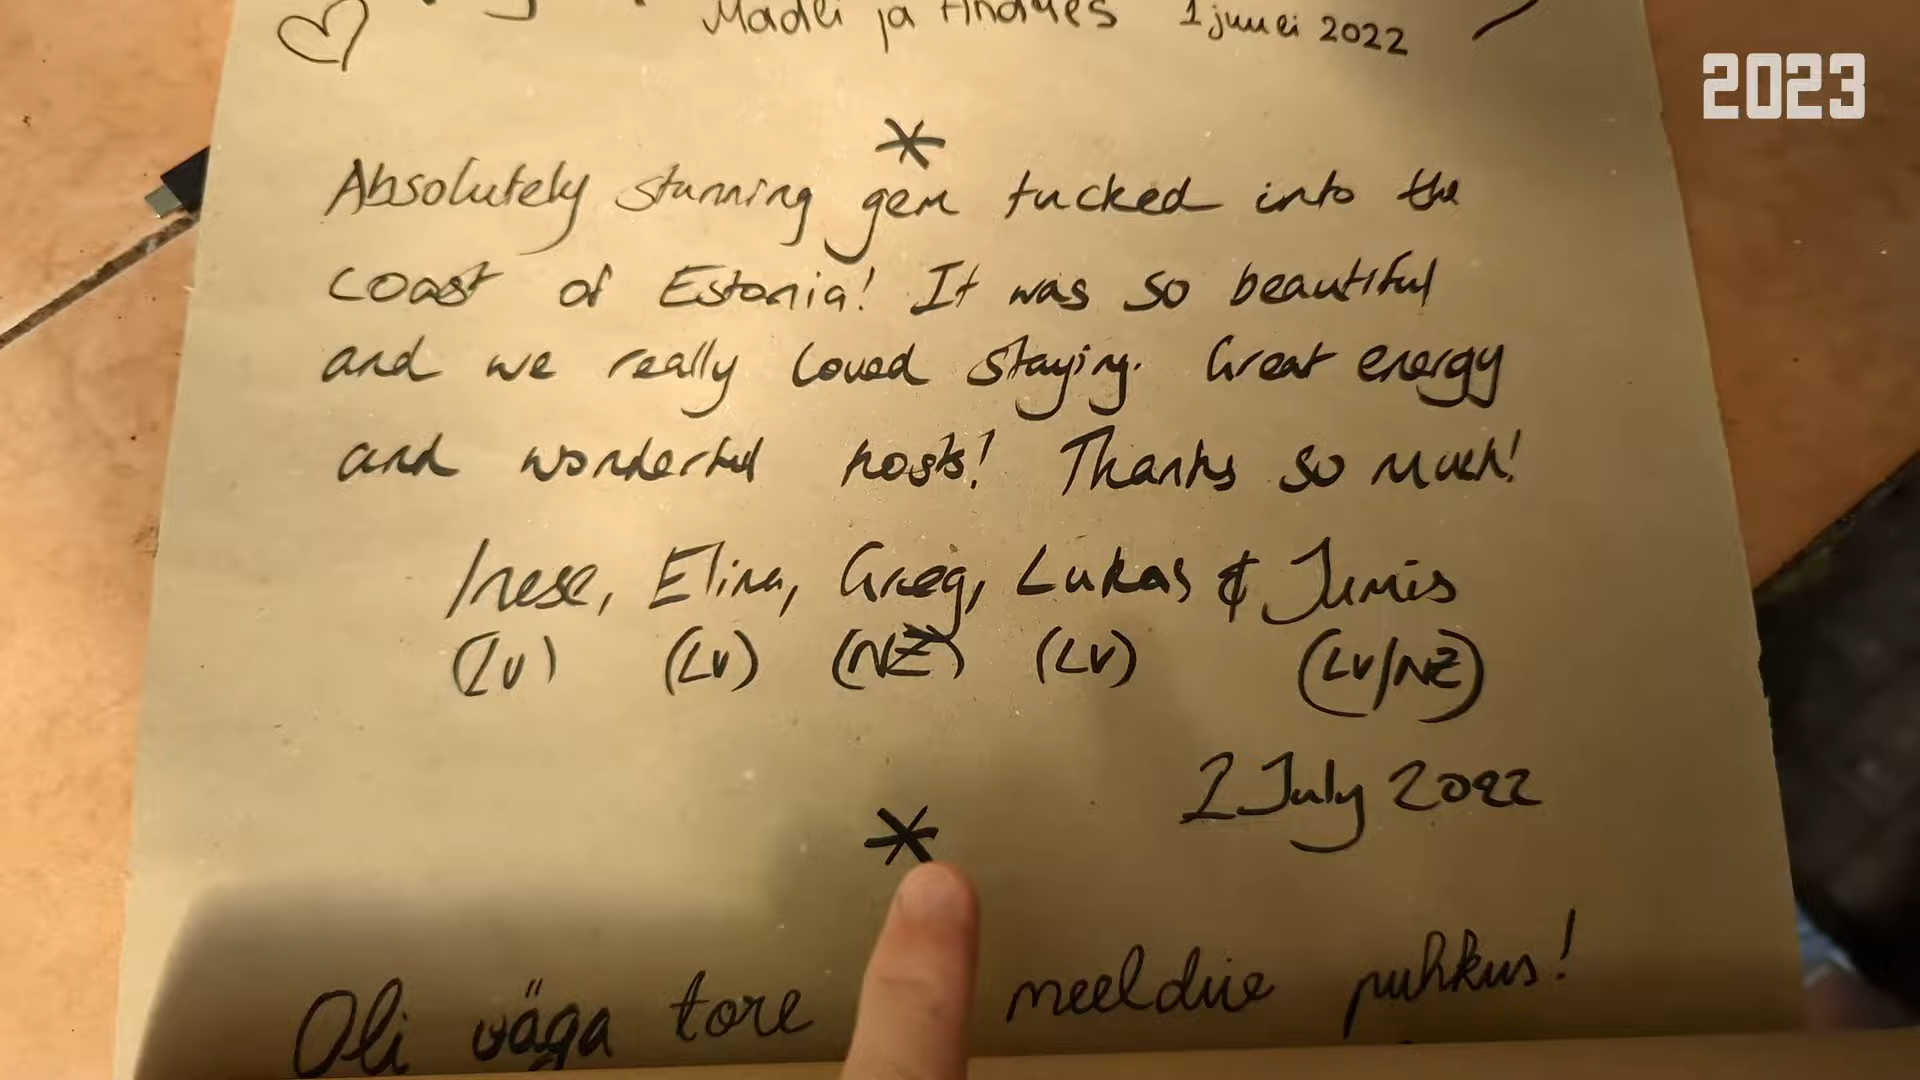 Madli ja Andres 1 juuli 2022
2023
Absolutely stunning gem tucked into the
coast of Estonia! It was so beautiful
and we really loved staying. Great energy
and wonderful hosts! Thanks so much!
Inese, Elina, Greg, Lukas & Jumis
(LV) (LV) (NZ) (LV) (LV/NZ)
2 July 2022
Oli väga tore meeldiv puhkus!